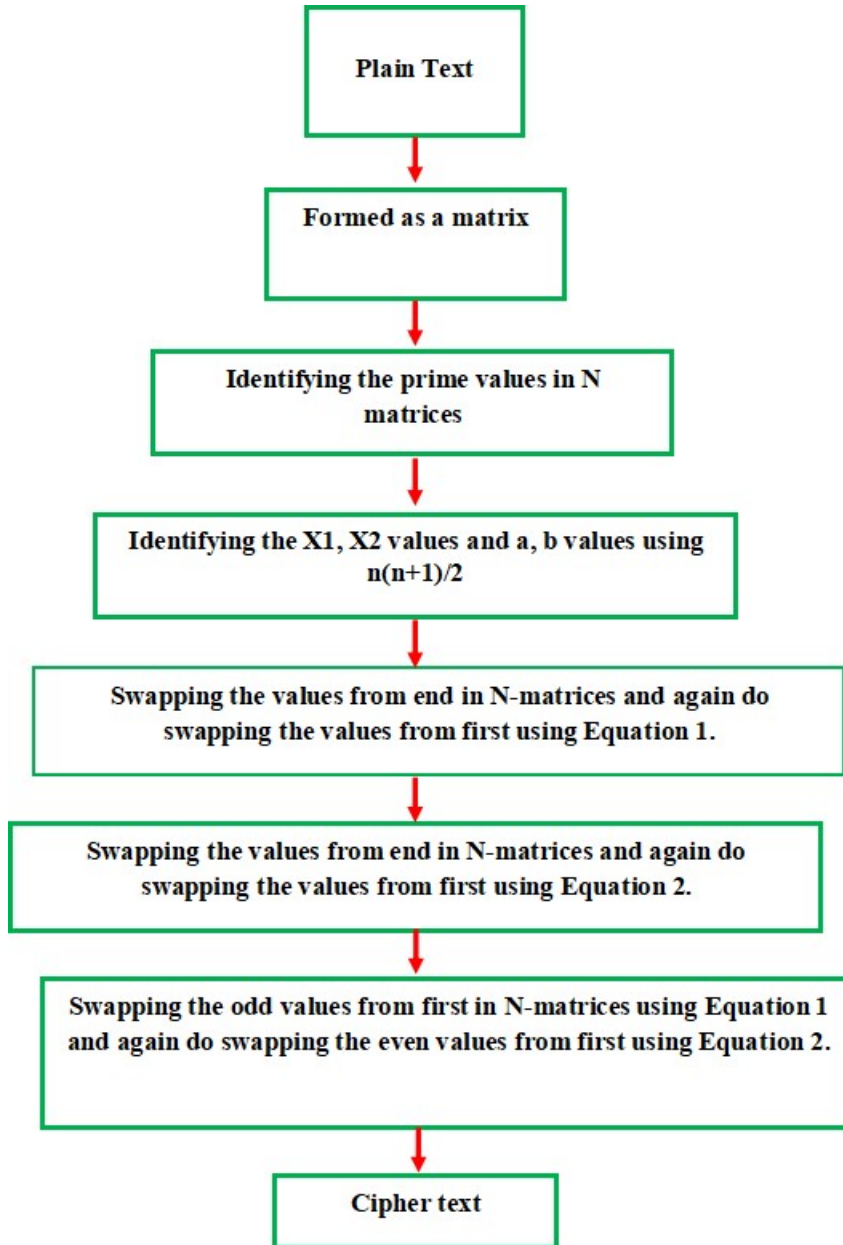 Plain Text
Formed as a matrix
Identifying the prime values in N
matrices
Identifying the X1, X2 values and a, b values using
n(n+1)/2
Swapping the values from end in N-matrices and again do
swapping the values from first using Equation 1.
Swapping the values from end in N-matrices and again do
swapping the values from first using Equation 2.
Swapping the odd values from first in N-matrices using Equation 1
and again do swapping the even values from first using Equation 2.
Cipher text